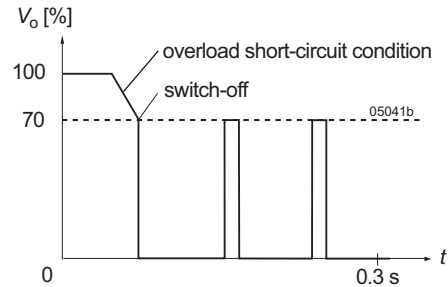 Vo [%]
overload short-circuit condition
100
switch-off
70
05041b
t
0
0.3 s